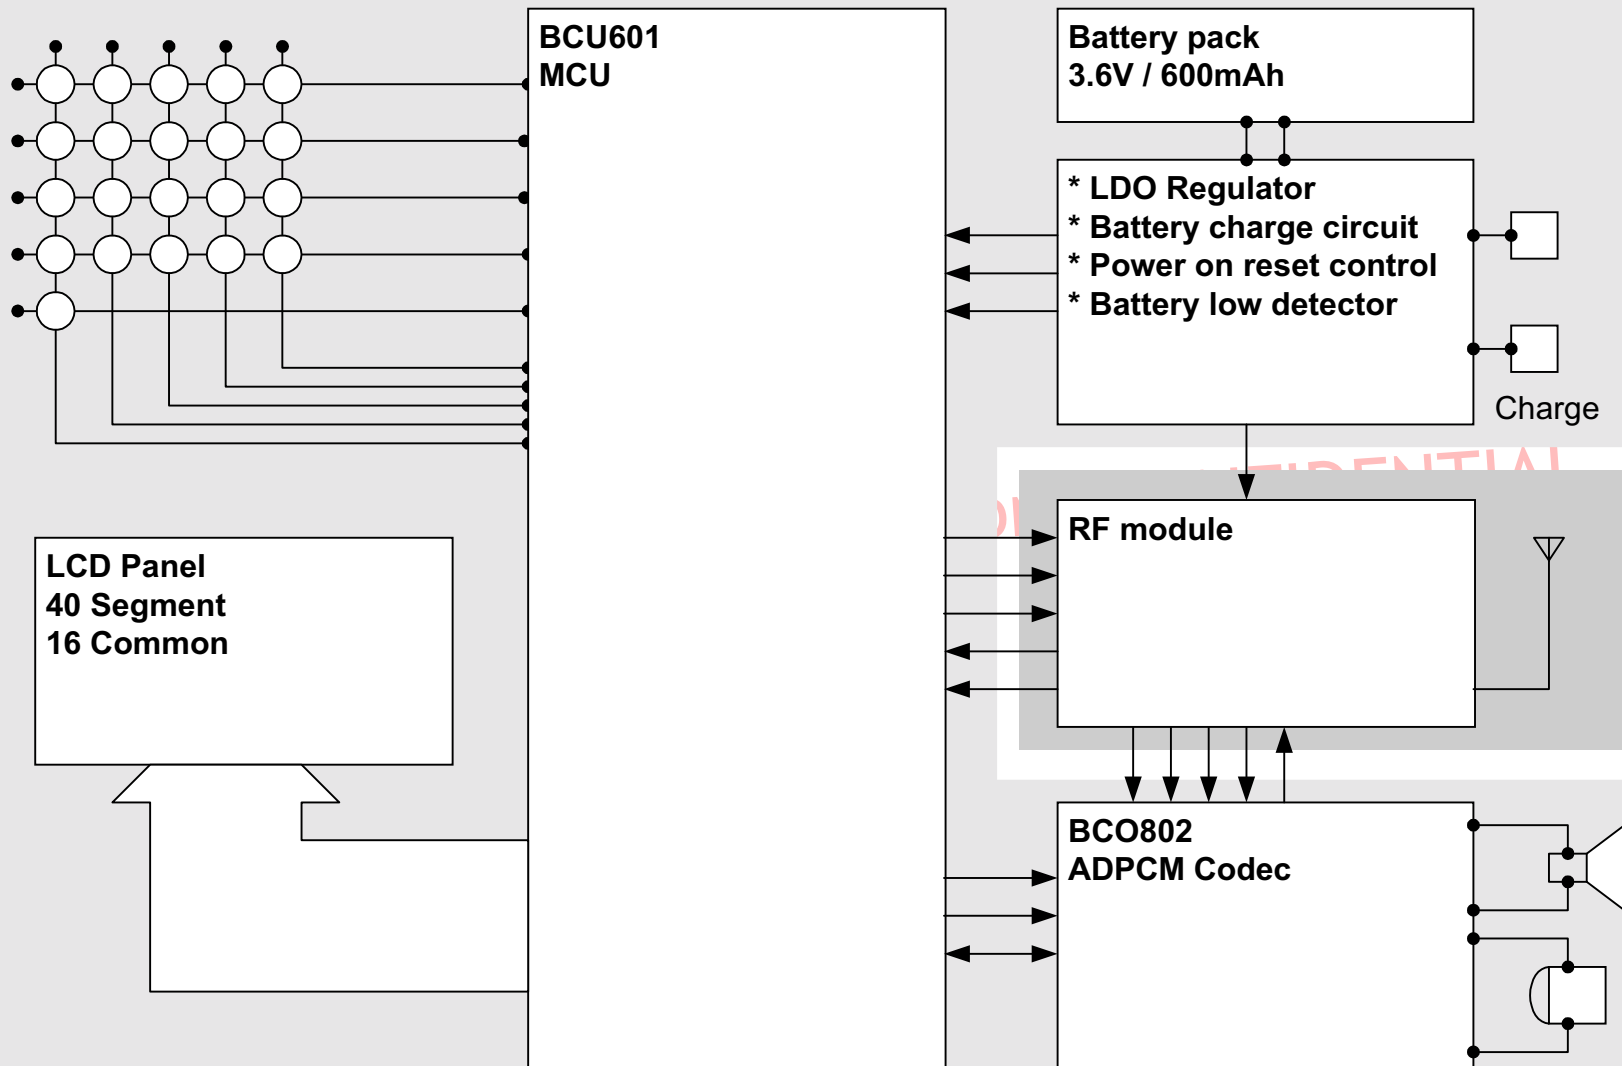 BCU601
MCU
Battery pack
3.6V / 600mAh
* LDO Regulator
* Battery charge circuit
* Power on reset control
* Battery low detector
Charge
RF module
LCD Panel
40 Segment
16 Common
BCO802
ADPCM Codec